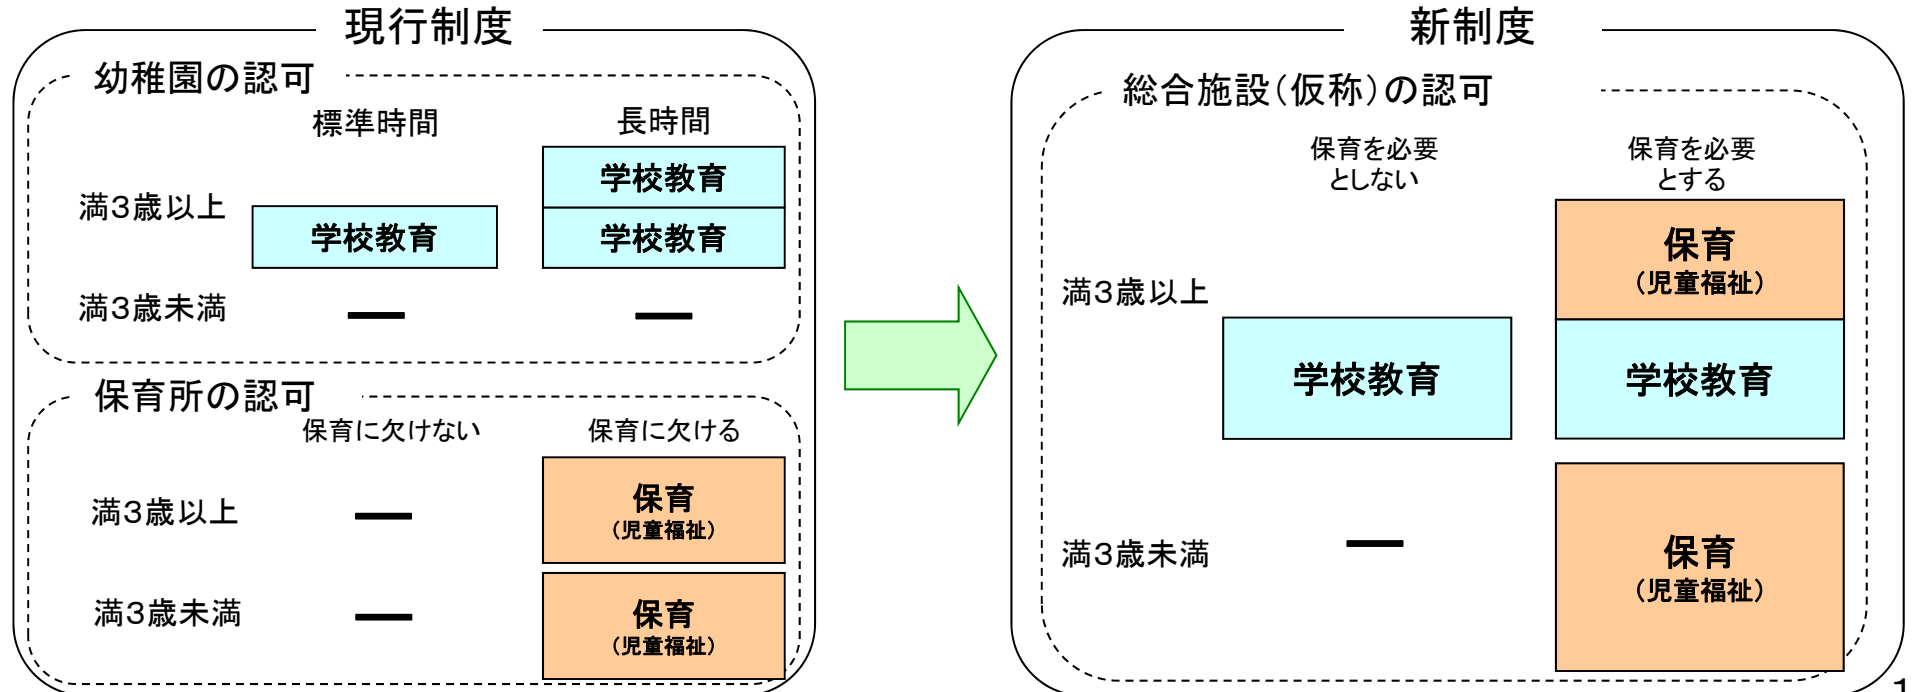 現行制度
幼稚園の認可
標準時間
長時間
満3歳以上
学校教育
学校教育
学校教育
満3歳未満
ー
ー
保育所の認可
保育に欠けない
保育に欠ける
満3歳以上
ー
保育
(児童福祉)
満3歳未満
ー
保育
(児童福祉)
新制度
総合施設(仮称)の認可
保育を必要
としない
保育を必要
とする
満3歳以上
保育
(児童福祉)
学校教育
学校教育
満3歳未満
ー
保育
(児童福祉)
1